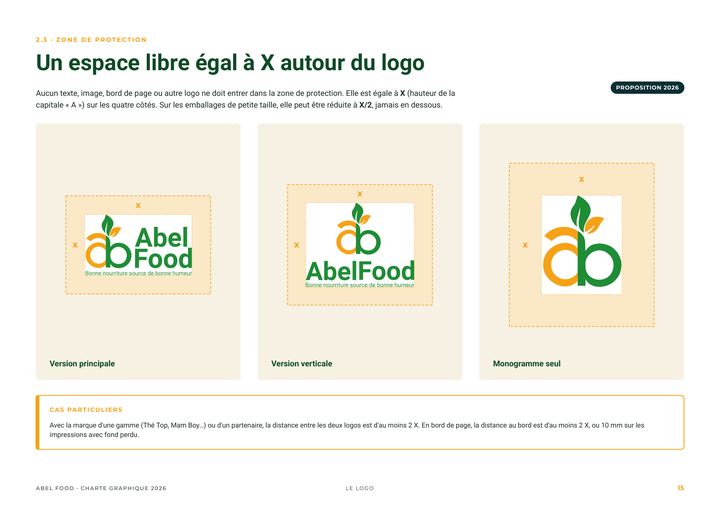 2.3 - ZONE DE PROTECTION
Un espace libre égal à X autour du logo
Aucun texte, image, bord de page ou autre logo ne doit entrer dans la zone de protection. Elle est égale à X (hauteur de la
capitale « A ») sur les quatre côtés. Sur les emballages de petite taille, elle peut être réduite à X/2, jamais en dessous.
PROPOSITION 2026
X
X
ab Abel
Food
Bonne nourriture source de bonne humeur
Version principale
X
X
ab
AbelFood
Bonne nourriture source de bonne humeur
Version verticale
X
X
ab
Monogramme seul
CAS PARTICULIERS
Avec la marque d'une gamme (Thé Top, Mam Boy...) ou d'un partenaire, la distance entre les deux logos est d'au moins 2 X. En bord de page, la distance au bord est d'au moins 2 X, ou 10 mm sur les
impressions avec fond perdu.
ABEL FOOD - CHARTE GRAPHIQUE 2026
LE LOGO
15